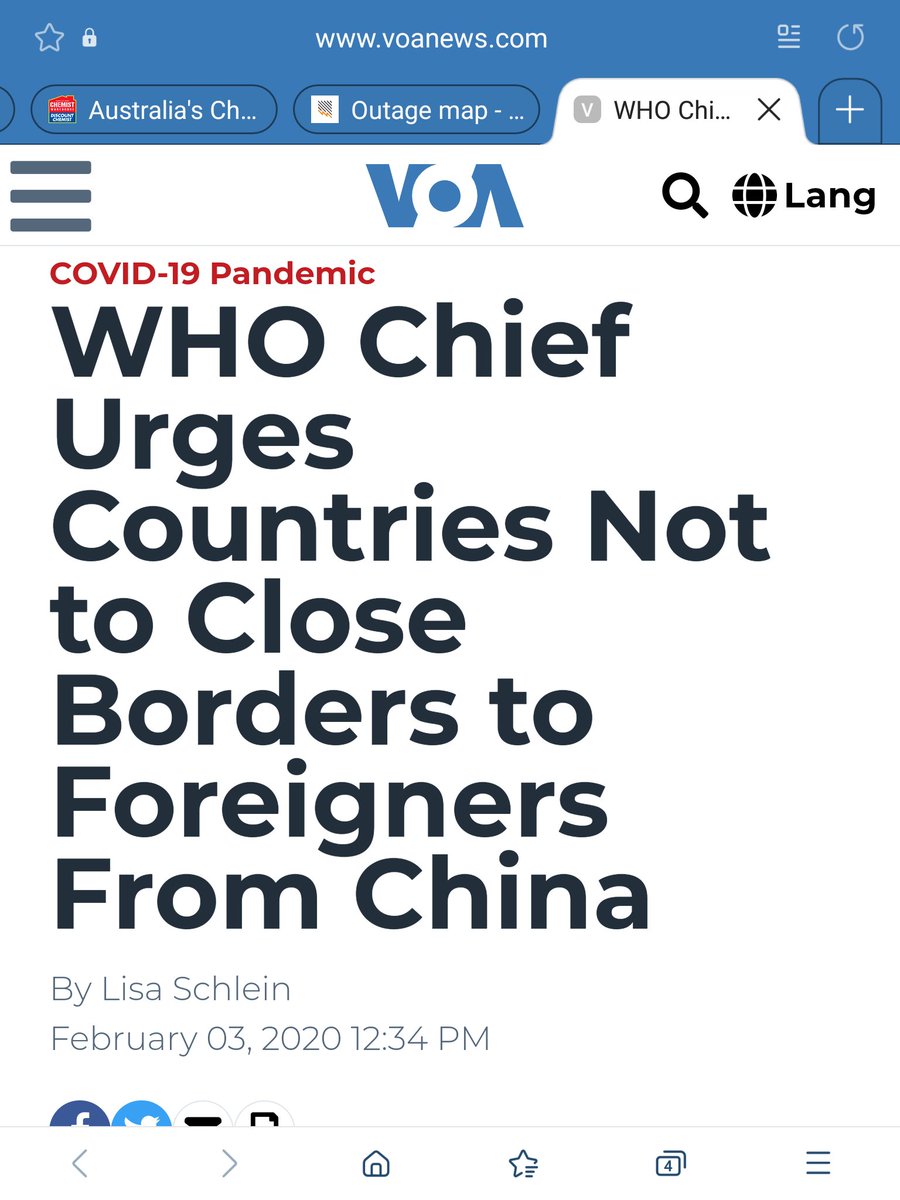 www.voanews.com
Australia's Ch...
Outage map - ...
V
WHO Chi...
VOA
Lang
COVID-19 Pandemic
WHO Chief
Urges
Countries Not
to Close
Borders to
Foreigners
From China
By Lisa Schlein
February 03, 2020 12:34 PM
4